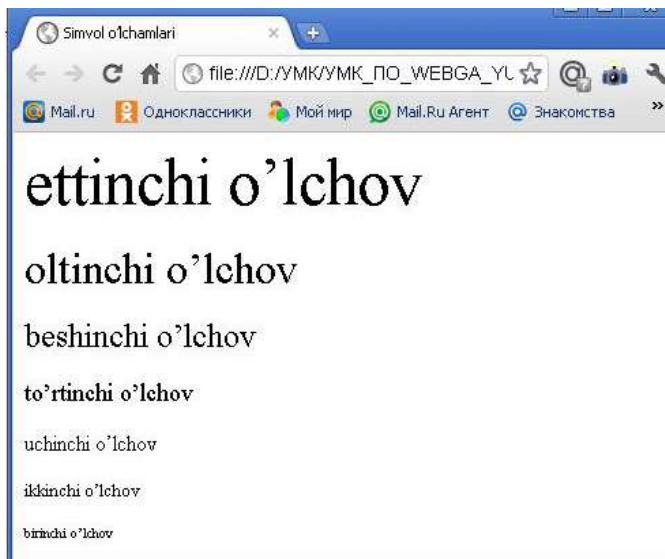 Simvol o'lchamlari
file:///D:/УМК/УМК_ПО_WEBGA_YU
Mail.ru Одноклассники Мой мир Mail.Ru Агент Знакомства »
ettinchi o’lchov
oltinchi o’lchov
beshinchi o’lchov
to’rtinchi o’lchov
uchinchi o’lchov
ikkinchi o’lchov
birinchi o’lchov